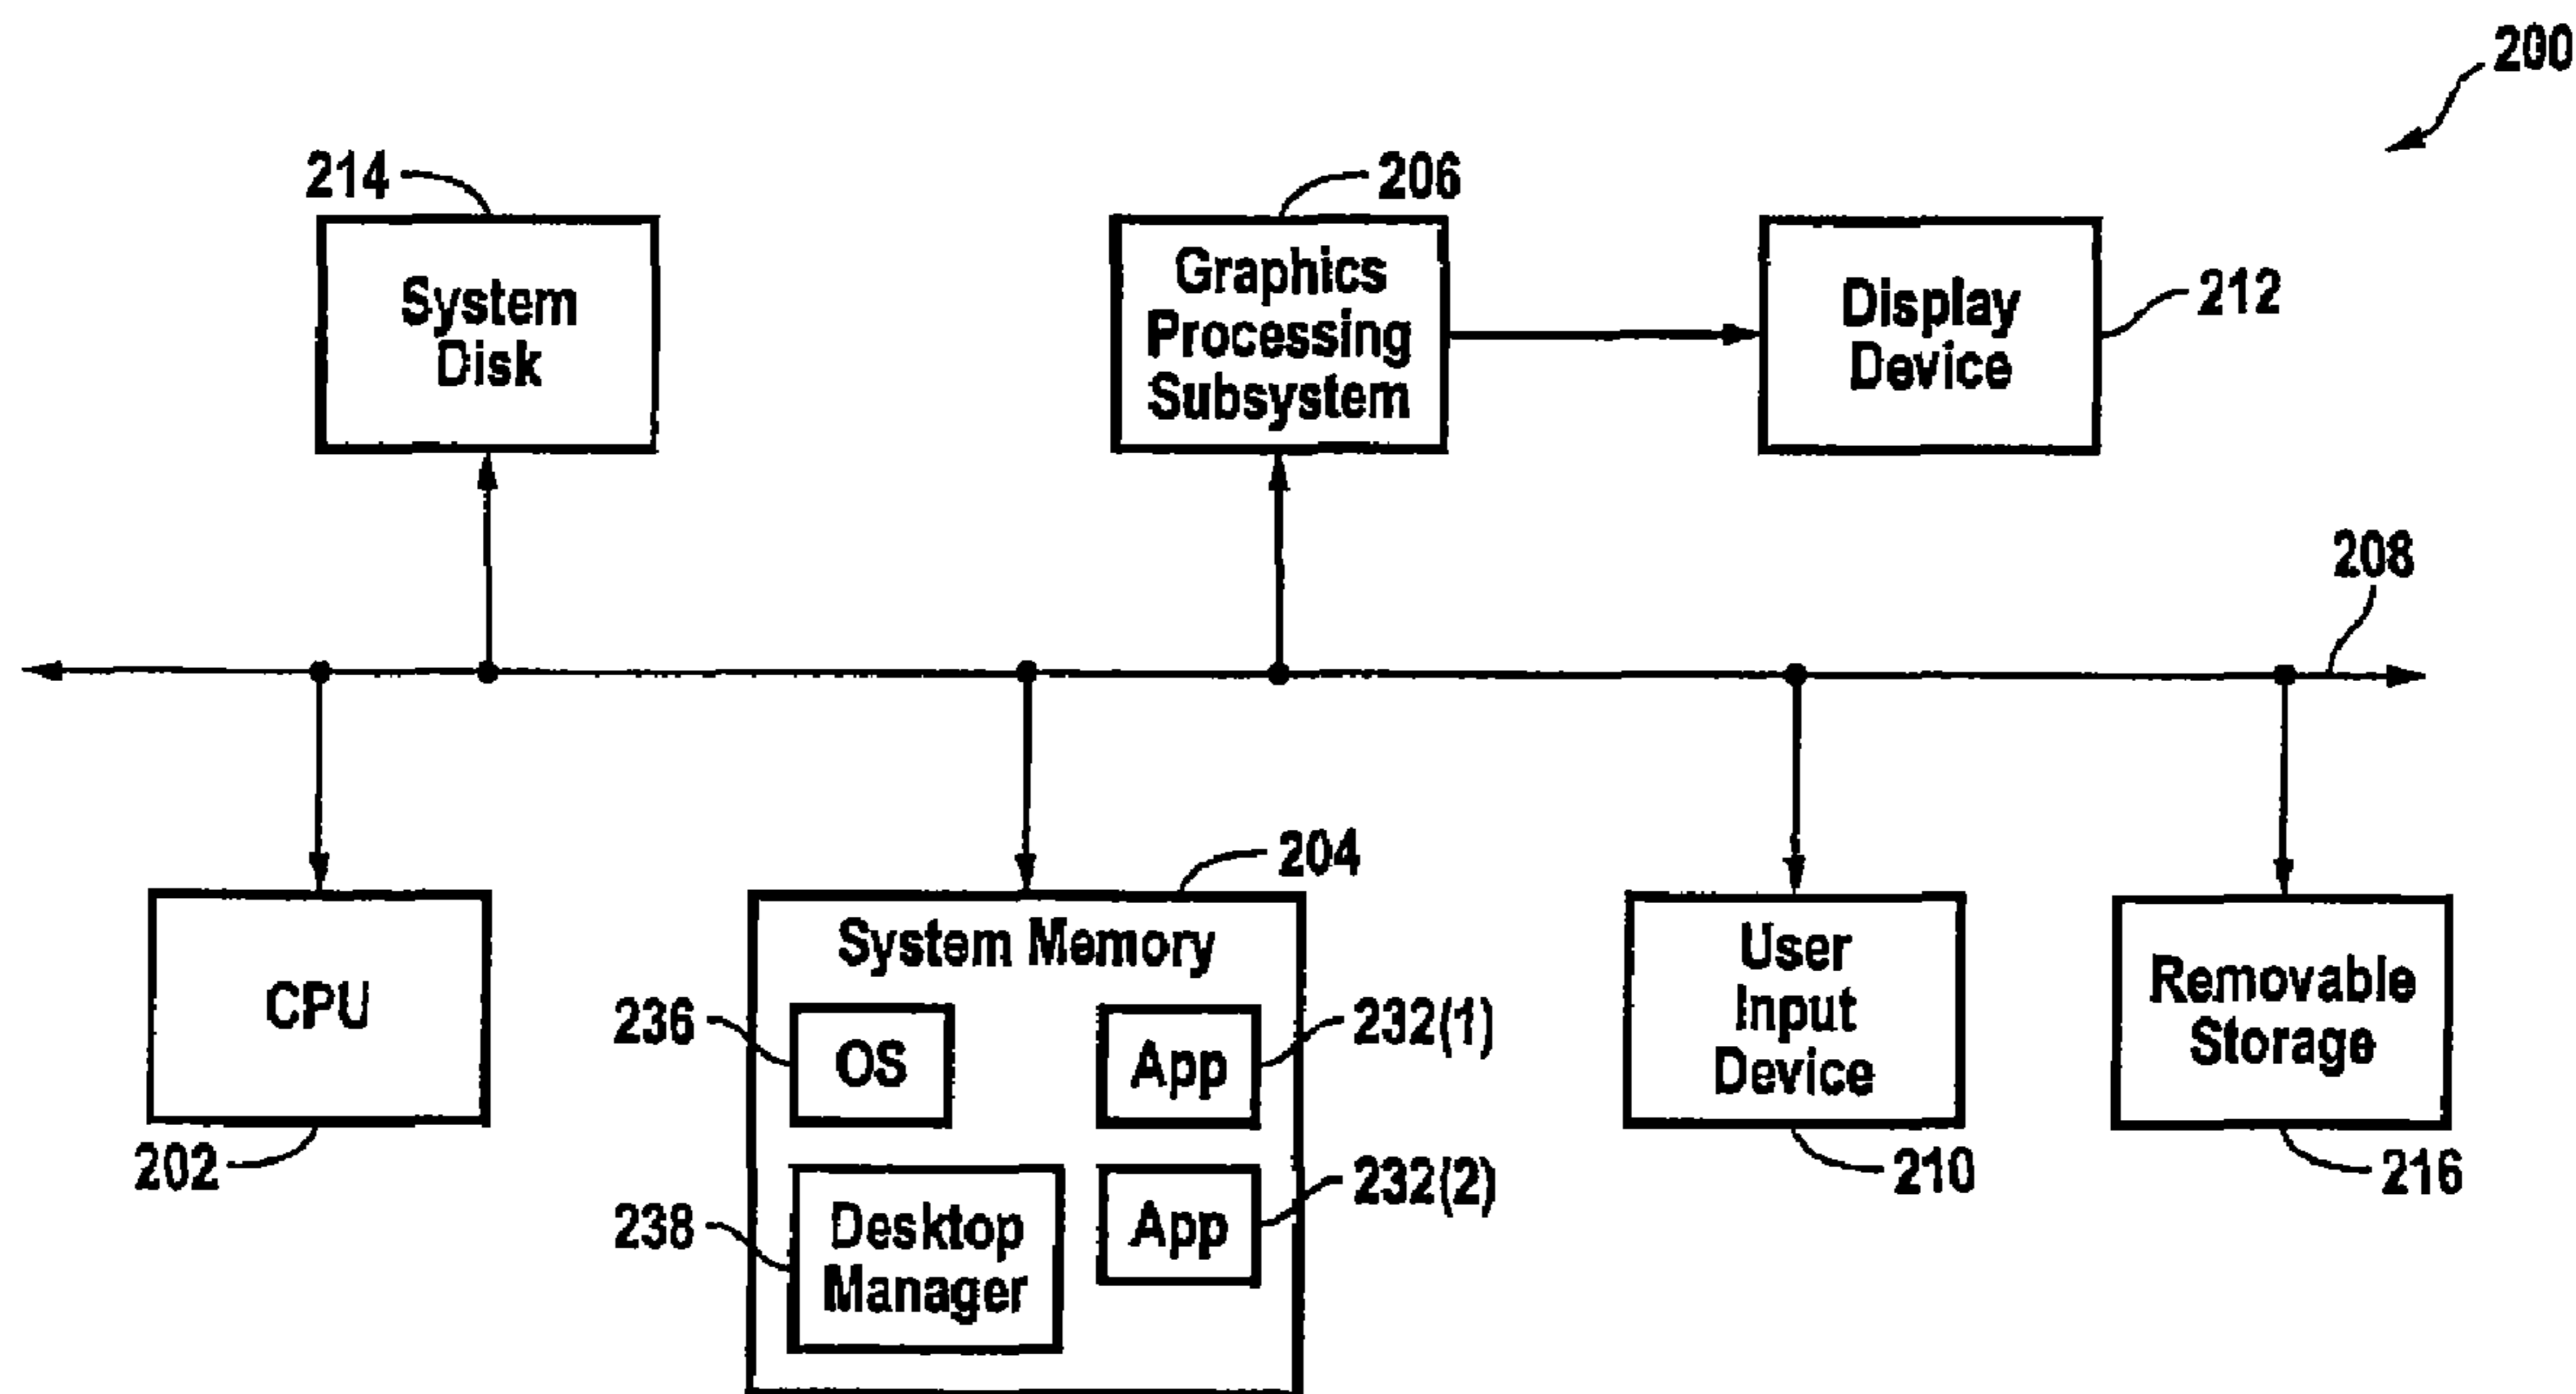 200
214
206
System
Disk
Graphics
Processing
Subsystem
Display
Device
212
208
204
CPU
202
System Memory
236
OS
App
232(1)
238
Desktop
Manager
App
232(2)
User
Input
Device
210
Removable
Storage
216